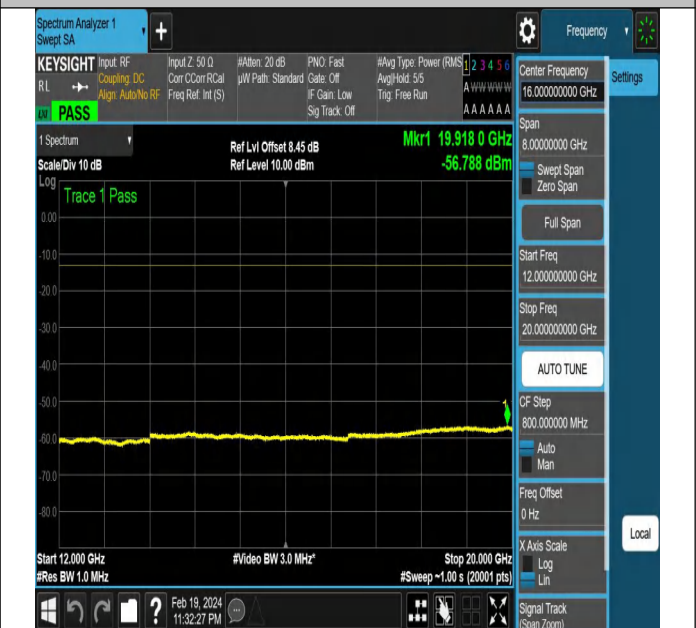 Spectrum Analyzer 1
Swept SA
Frequency
KEYSIGHT
RL
PASS
Input: RF
Coupling: DC
Align: Auto/No RF
Input Z: 50 Ω
Corr CCorr RCal
Freq Ref: Int (S)
#Atten: 20 dB
µW Path: Standard
PNO: Fast
Gate: Off
IF Gain: Low
Sig Track: Off
#Avg Type: Power (RMS
Avg|Hold: 5/5
Trig: Free Run
1 2 3 4 5 6
A W W W W W
A A A A A A
1 Spectrum
Scale/Div 10 dB
Ref Lvl Offset 8.45 dB
Ref Level 10.00 dBm
Mkr1 19.918 0 GHz
-56.788 dBm
Log
Trace 1 Pass
0.00
-10.0
-20.0
-30.0
-40.0
-50.0
-60.0
-70.0
-80.0
1
Start 12.000 GHz
#Res BW 1.0 MHz
#Video BW 3.0 MHz*
Stop 20.000 GHz
#Sweep ~1.00 s (20001 pts)
Center Frequency
16.000000000 GHz
Settings
Span
8.00000000 GHz
Swept Span
Zero Span
Full Span
Start Freq
12.000000000 GHz
Stop Freq
20.000000000 GHz
AUTO TUNE
CF Step
800.000000 MHz
Auto
Man
Freq Offset
0 Hz
X Axis Scale
Log
Lin
Signal Track
(Span Zoom)
Local
?
Feb 19, 2024
11:32:27 PM